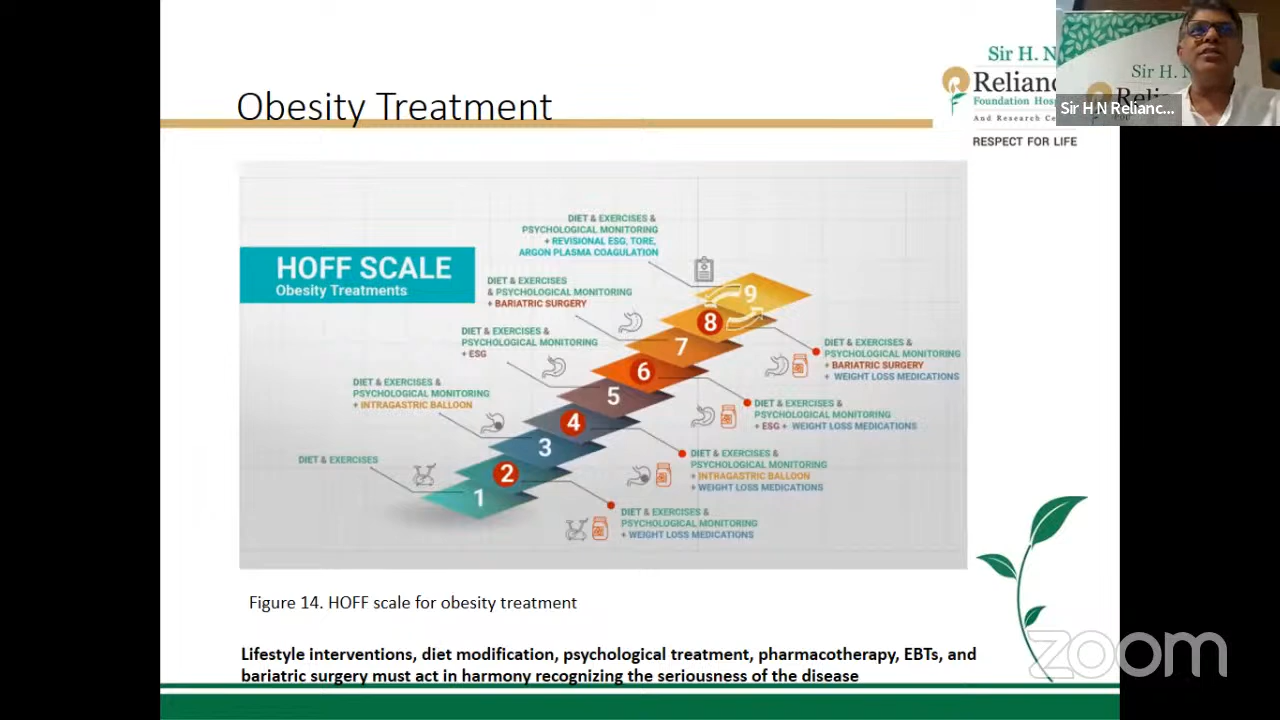 Obesity Treatment
Sir H. N
Relianc
Foundation Hosp
And Research Ce
RESPECT FOR LIFE
Sir H. N
Sir H N Relianc...
HOFF SCALE
Obesity Treatments
DIET & EXERCISES &
PSYCHOLOGICAL MONITORING
+ REVISIONAL ESG, TORE,
ARGON PLASMA COAGULATION
DIET & EXERCISES
& PSYCHOLOGICAL MONITORING
+ BARIATRIC SURGERY
DIET & EXERCISES &
PSYCHOLOGICAL MONITORING
+ ESG
DIET & EXERCISES &
PSYCHOLOGICAL MONITORING
+ INTRAGASTRIC BALLOON
DIET & EXERCISES
9
8
7
6
5
4
3
2
1
DIET & EXERCISES &
PSYCHOLOGICAL MONITORING
+ BARIATRIC SURGERY
+ WEIGHT LOSS MEDICATIONS
DIET & EXERCISES &
PSYCHOLOGICAL MONITORING
+ ESG + WEIGHT LOSS MEDICATIONS
DIET & EXERCISES &
PSYCHOLOGICAL MONITORING
+ INTRAGASTRIC BALLOON
+ WEIGHT LOSS MEDICATIONS
DIET & EXERCISES &
PSYCHOLOGICAL MONITORING
+ WEIGHT LOSS MEDICATIONS
Figure 14. HOFF scale for obesity treatment
Lifestyle interventions, diet modification, psychological treatment, pharmacotherapy, EBTs, and
bariatric surgery must act in harmony recognizing the seriousness of the disease
zoom